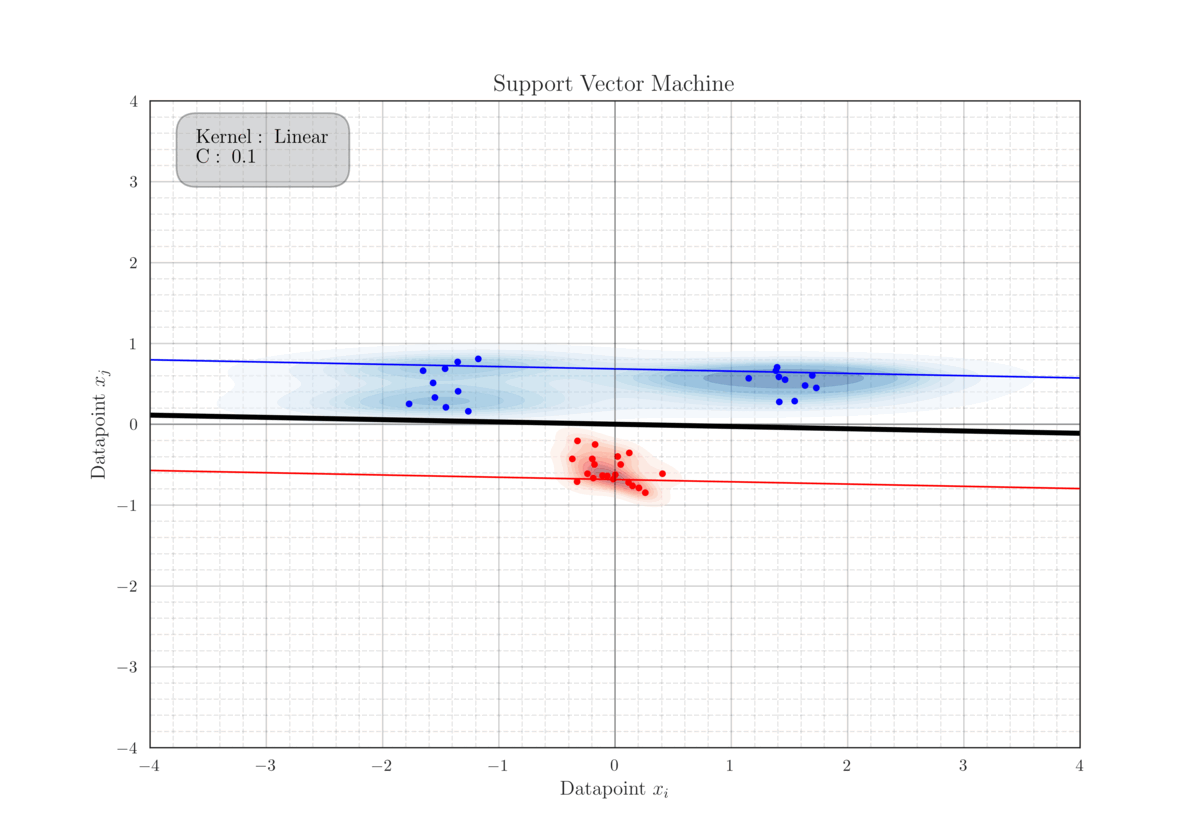 Support Vector Machine
Kernel : Linear
C : 0.1
4
3
2
1
0
−1
−2
−3
−4
Datapoint x_j
−4 −3 −2 −1 0 1 2 3 4
Datapoint x_i